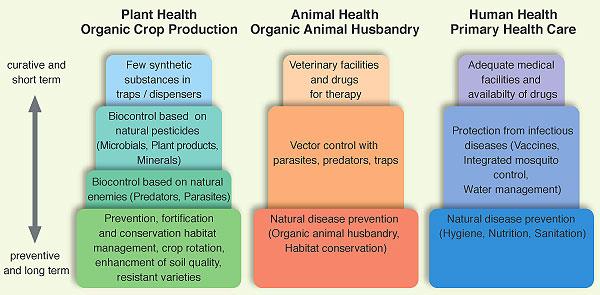 Plant Health
Organic Crop Production
Animal Health
Organic Animal Husbandry
Human Health
Primary Health Care
curative and
short term
preventive
and long term
Few synthetic
substances in
traps / dispensers
Biocontrol based on
natural pesticides
(Microbials, Plant products,
Minerals)
Biocontrol based on natural
enemies (Predators, Parasites)
Prevention, fortification
and conservation habitat
management, crop rotation,
enhancement of soil quality,
resistant varieties
Veterinary facilities
and drugs
for therapy
Vector control with
parasites, predators, traps
Natural disease prevention
(Organic animal husbandry,
Habitat conservation)
Adequate medical
facilities and
availabilty of drugs
Protection from infectious
diseases (Vaccines,
Integrated mosquito
control,
Water management)
Natural disease prevention
(Hygiene, Nutrition, Sanitation)